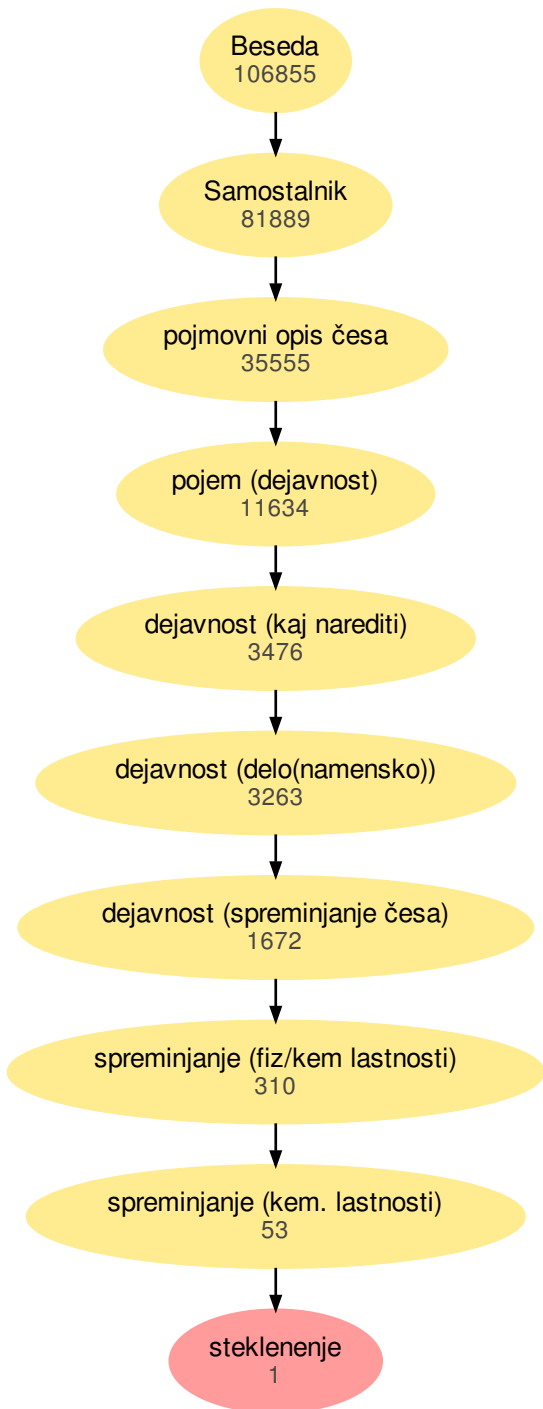 Beseda
106855
Samostalnik
81889
pojmovni opis česa
35555
pojem (dejavnost)
11634
dejavnost (kaj narediti)
3476
dejavnost (delo(namensko))
3263
dejavnost (spreminjanje česa)
1672
spreminjanje (fiz/kem lastnosti)
310
spreminjanje (kem. lastnosti)
53
steklenenje
1